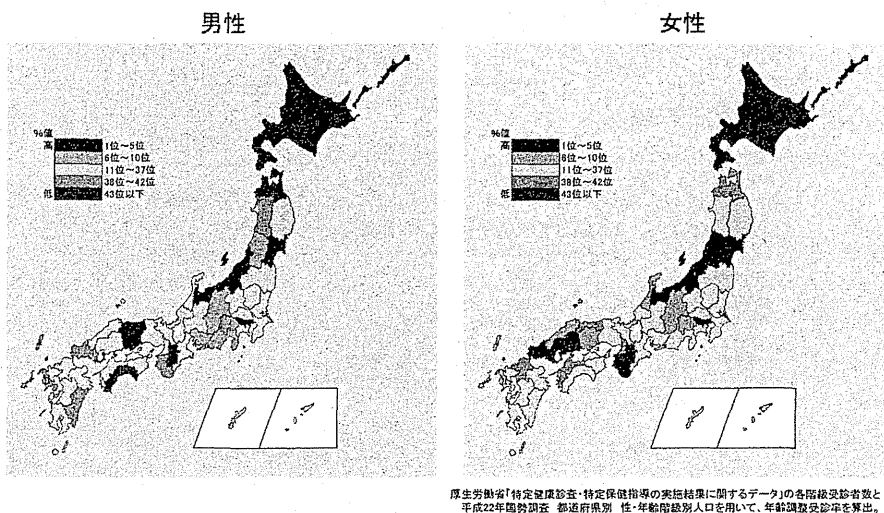 男性
%値
高 1位～5位
6位～10位
11位～37位
38位～42位
低 43位以下
女性
%値
高 1位～5位
6位～10位
11位～37位
38位～42位
低 43位以下
厚生労働省「特定健康診査・特定保健指導の実施結果に関するデータ」の各階級受診者数と
平成22年国勢調査 都道府県別 性・年齢階級別人口を用いて、年齢調整受診率を算出。